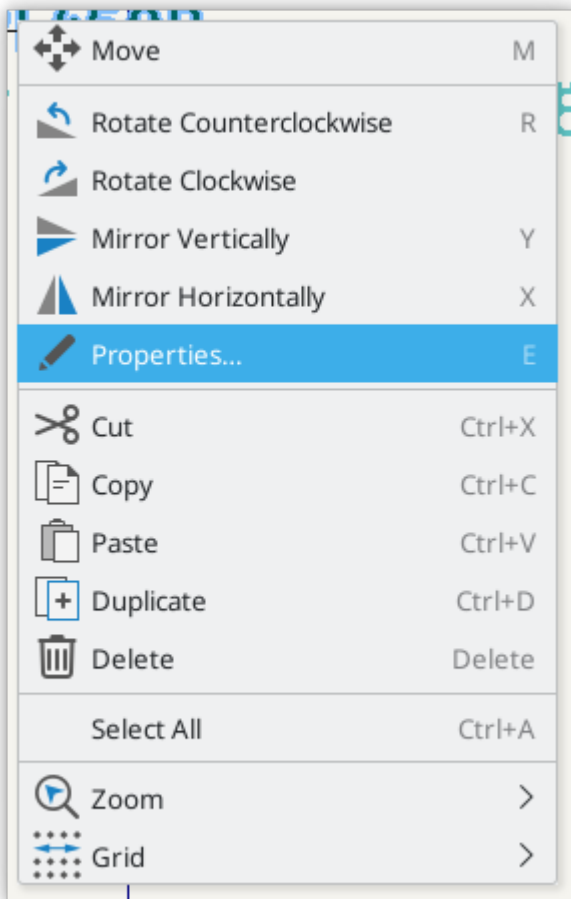 Move M
Rotate Counterclockwise R
Rotate Clockwise
Mirror Vertically Y
Mirror Horizontally X
Properties... E
Cut Ctrl+X
Copy Ctrl+C
Paste Ctrl+V
Duplicate Ctrl+D
Delete Delete
Select All Ctrl+A
Zoom
Grid